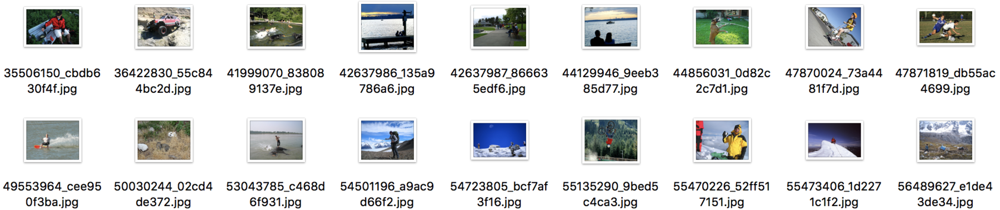 35506150_cbdb6
30f4f.jpg
36422830_55c84
4bc2d.jpg
41999070_83808
9137e.jpg
42637986_135a9
786a6.jpg
42637987_86663
5edf6.jpg
44129946_9eeb3
85d77.jpg
44856031_0d82c
2c7d1.jpg
47870024_73a44
81f7d.jpg
47871819_db55ac
4699.jpg
49553964_cee95
0f3ba.jpg
50030244_02cd4
de372.jpg
53043785_c468d
6f931.jpg
54501196_a9ac9
d66f2.jpg
54723805_bcf7af
3f16.jpg
55135290_9bed5
c4ca3.jpg
55470226_52ff51
7151.jpg
55473406_1d227
1c1f2.jpg
56489627_e1de4
3de34.jpg